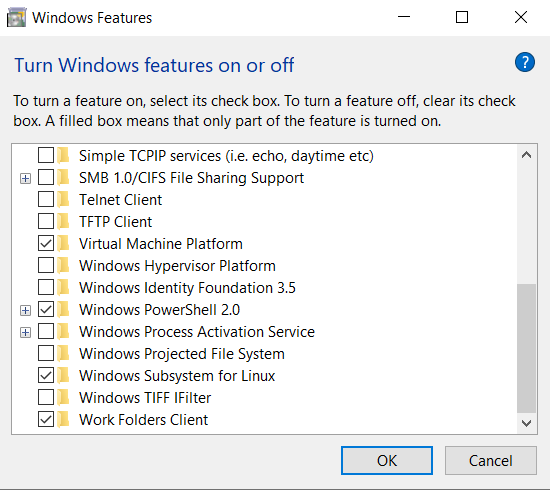 Windows Features
Turn Windows features on or off
?
To turn a feature on, select its check box. To turn a feature off, clear its check
box. A filled box means that only part of the feature is turned on.
Simple TCPIP services (i.e. echo, daytime etc)
SMB 1.0/CIFS File Sharing Support
Telnet Client
TFTP Client
Virtual Machine Platform
Windows Hypervisor Platform
Windows Identity Foundation 3.5
Windows PowerShell 2.0
Windows Process Activation Service
Windows Projected File System
Windows Subsystem for Linux
Windows TIFF IFilter
Work Folders Client
OK
Cancel